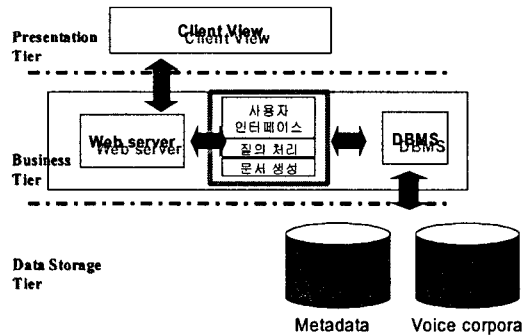 Presentation
Tier
Client View
Business
Tier
Web server
사용자
인터페이스
질의 처리
문서 생성
DBMS
Data Storage
Tier
Metadata
Voice corpora